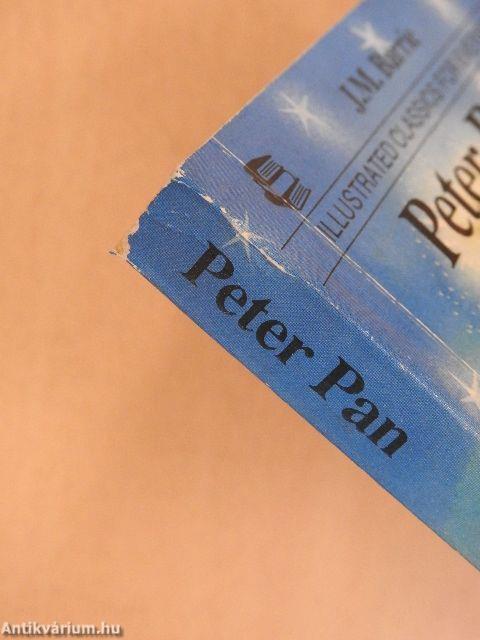 J.M. Barrie
ILLUSTRATED CLASSICS FOR
Peter
Peter Pan
Antikvárium.hu